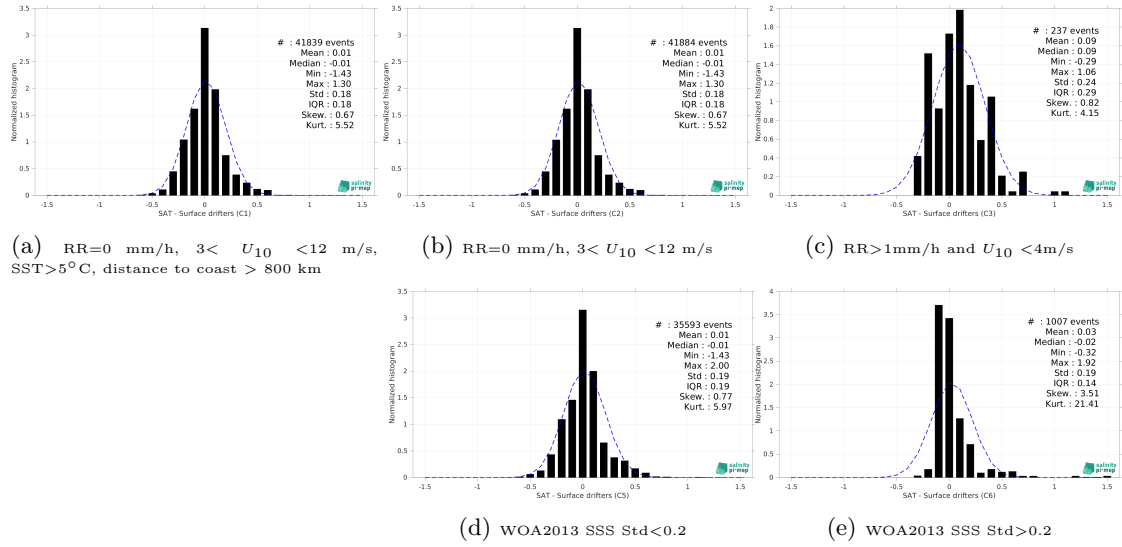 3.5
3
2.5
2
1.5
1
0.5
0
Normalized histogram
# : 41839 events
Mean : 0.01
Median : -0.01
Min : -1.43
Max : 1.30
Std : 0.18
IQR : 0.18
Skew. : 0.67
Kurt. : 5.52
salinity
pi-mep
-1.5 -1 -0.5 0 0.5 1 1.5
SAT - Surface drifters (C1)
(a) RR=0 mm/h, 3< U10 <12 m/s,
SST>5°C, distance to coast > 800 km
3.5
3
2.5
2
1.5
1
0.5
0
Normalized histogram
# : 41884 events
Mean : 0.01
Median : -0.01
Min : -1.43
Max : 1.30
Std : 0.18
IQR : 0.18
Skew. : 0.67
Kurt. : 5.52
salinity
pi-mep
-1.5 -1 -0.5 0 0.5 1 1.5
SAT - Surface drifters (C2)
(b) RR=0 mm/h, 3< U10 <12 m/s
2
1.8
1.6
1.4
1.2
1
0.8
0.6
0.4
0.2
0
Normalized histogram
# : 237 events
Mean : 0.09
Median : 0.09
Min : -0.29
Max : 1.06
Std : 0.24
IQR : 0.29
Skew. : 0.82
Kurt. : 4.15
salinity
pi-mep
-1.5 -1 -0.5 0 0.5 1 1.5
SAT - Surface drifters (C3)
(c) RR>1mm/h and U10 <4m/s
3.5
3
2.5
2
1.5
1
0.5
0
Normalized histogram
# : 35593 events
Mean : 0.01
Median : -0.01
Min : -1.43
Max : 2.00
Std : 0.19
IQR : 0.19
Skew. : 0.77
Kurt. : 5.97
salinity
pi-mep
-1.5 -1 -0.5 0 0.5 1 1.5
SAT - Surface drifters (C5)
(d) WOA2013 SSS Std<0.2
4
3.5
3
2.5
2
1.5
1
0.5
0
Normalized histogram
# : 1007 events
Mean : 0.03
Median : -0.02
Min : -0.32
Max : 1.92
Std : 0.19
IQR : 0.14
Skew. : 3.51
Kurt. : 21.41
salinity
pi-mep
-1.5 -1 -0.5 0 0.5 1 1.5
SAT - Surface drifters (C6)
(e) WOA2013 SSS Std>0.2